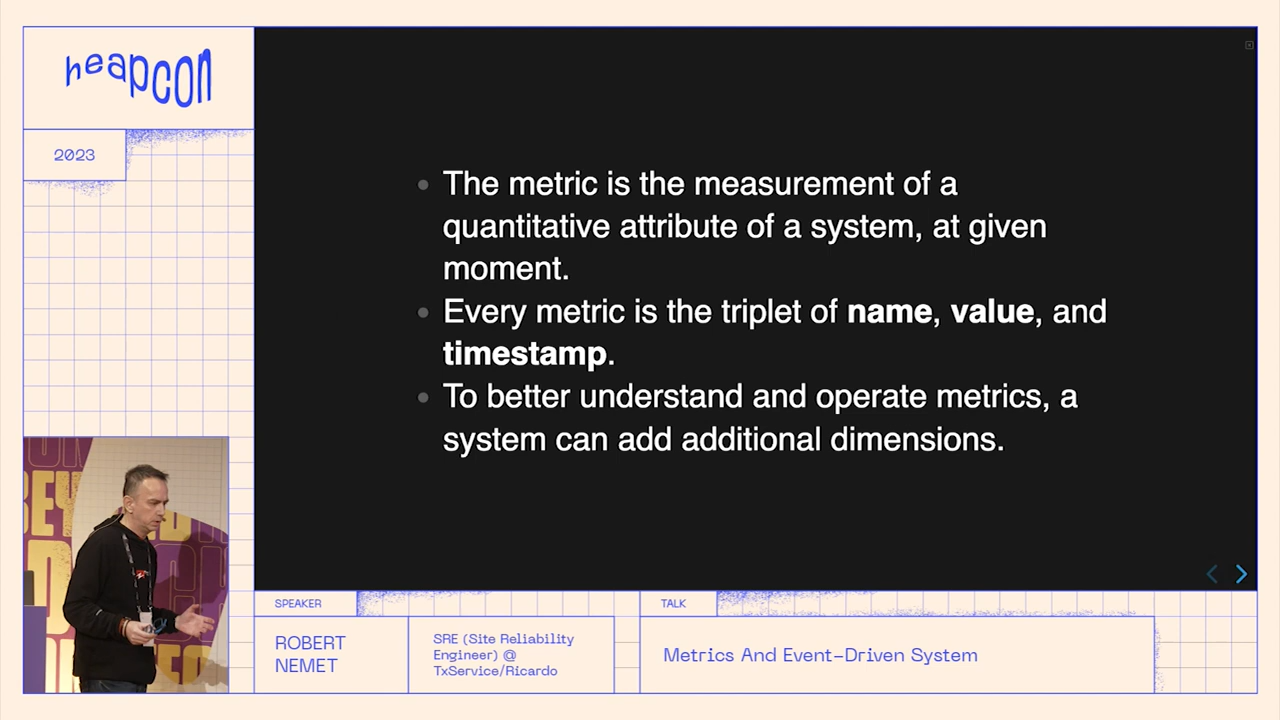 heapcon
2023
The metric is the measurement of a
quantitative attribute of a system, at given
moment.
Every metric is the triplet of name, value, and
timestamp.
To better understand and operate metrics, a
system can add additional dimensions.
SPEAKER
ROBERT
NEMET
SRE (Site Reliability
Engineer) @
TxService/Ricardo
TALK
Metrics And Event-Driven System